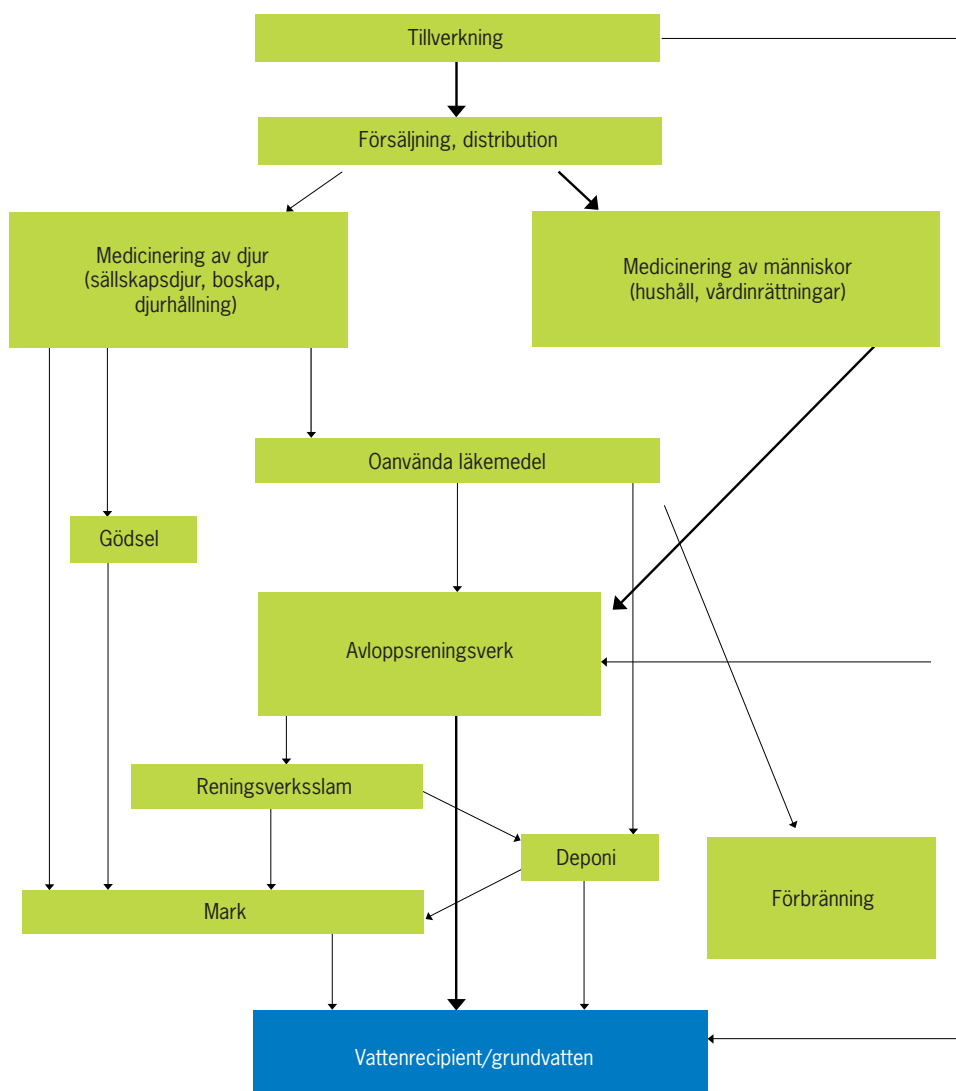 Tillverkning
Försäljning, distribution
Medicinering av djur
(sällskapsdjur, boskap,
djurhållning)
Medicinering av människor
(hushåll, vårdinrättningar)
Oanvända läkemedel
Gödsel
Avloppsreningsverk
Reningsverksslam
Deponi
Förbränning
Mark
Vattenrecipient/grundvatten